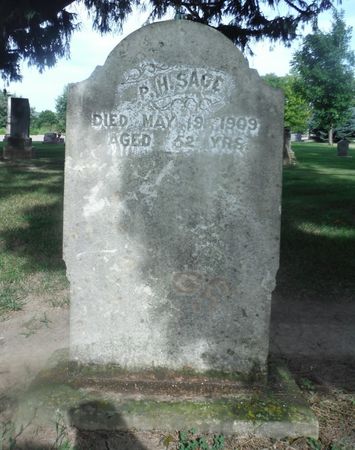 P. H. SAGE
DIED MAY 19, 1909
AGED 62 YRS.